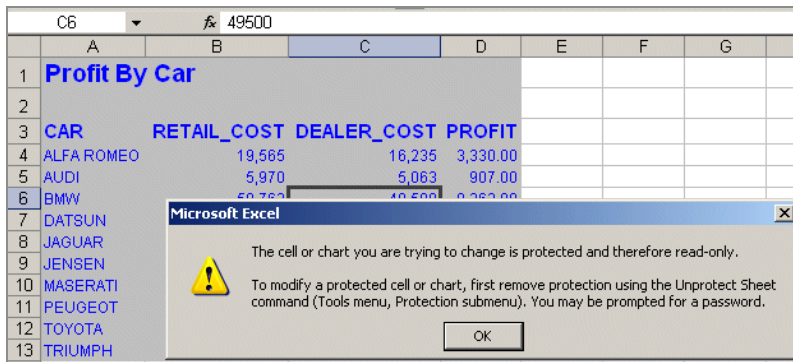 C6 fx 49500
A B C D E F G
1 Profit By Car
2
3 CAR RETAIL_COST DEALER_COST PROFIT
4 ALFA ROMEO 19,565 16,235 3,330.00
5 AUDI 5,970 5,063 907.00
6 BMW
7 DATSUN
8 JAGUAR
9 JENSEN
10 MASERATI
11 PEUGEOT
12 TOYOTA
13 TRIUMPH
Microsoft Excel
The cell or chart you are trying to change is protected and therefore read-only.
To modify a protected cell or chart, first remove protection using the Unprotect Sheet
command (Tools menu, Protection submenu). You may be prompted for a password.
OK